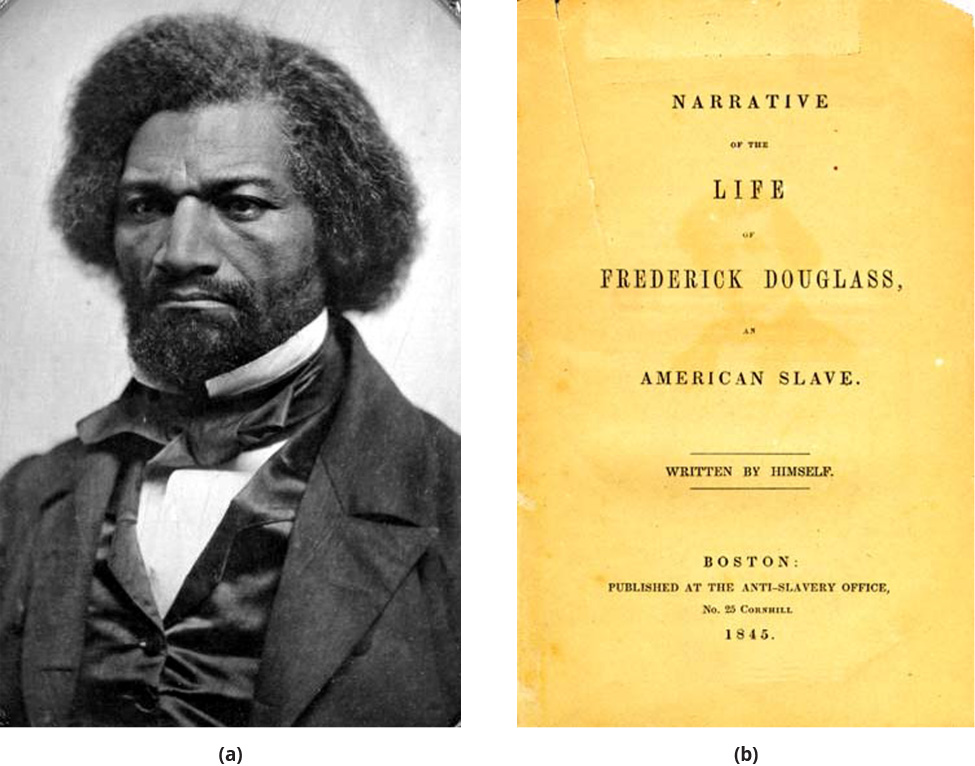 NARRATIVE
OF THE
LIFE
OF
FREDERICK DOUGLASS,
AN
AMERICAN SLAVE.
WRITTEN BY HIMSELF.
BOSTON:
PUBLISHED AT THE ANTI-SLAVERY OFFICE,
No. 25 CORNHILL
1845.
(a)
(b)